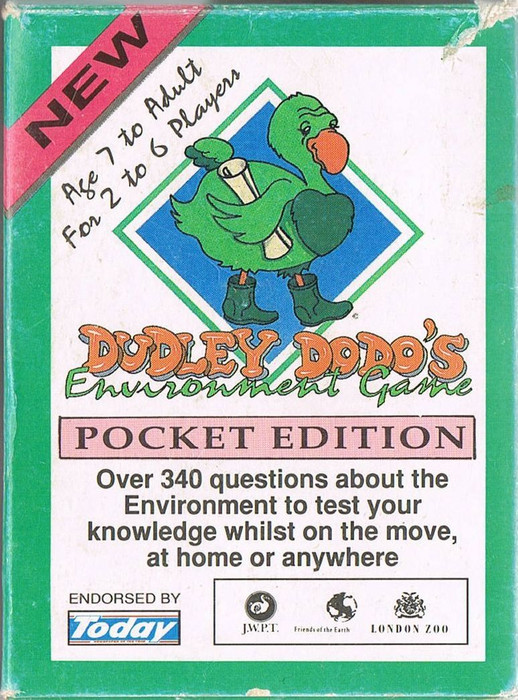 NEW
Age 7 to Adult
For 2 to 6 Players
DUDLEY DODO'S
Environment Game
POCKET EDITION
Over 340 questions about the
Environment to test your
knowledge whilst on the move,
at home or anywhere
ENDORSED BY
Today
J.W.P.T.
Friends of the Earth
LONDON ZOO